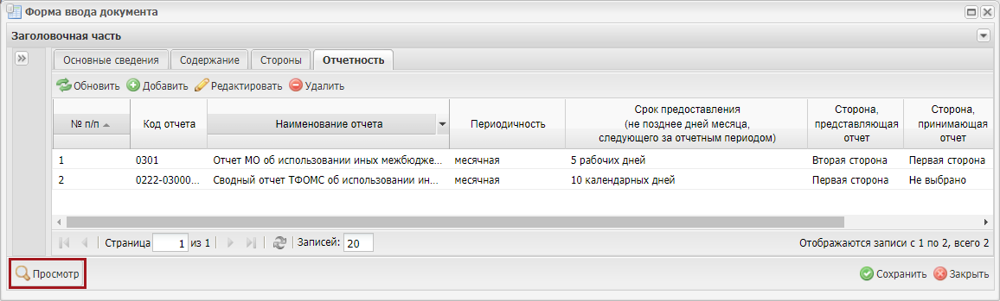 Форма ввода документа
Заголовочная часть
Основные сведения Содержание Стороны Отчетность
Обновить Добавить Редактировать Удалить
№ п/п Код отчета Наименование отчета Периодичность Срок предоставления (не позднее дней месяца, следующего за отчетным периодом) Сторона, представляющая отчет Сторона, принимающая отчет
1 0301 Отчет МО об использовании иных межбюдже... месячная 5 рабочих дней Вторая сторона Первая сторона
2 0222-03000... Сводный отчет ТФОМС об использовании ин... месячная 10 календарных дней Первая сторона Не выбрано
Страница 1 из 1 Записей: 20 Отображаются записи с 1 по 2, всего 2
Просмотр Сохранить Закрыть